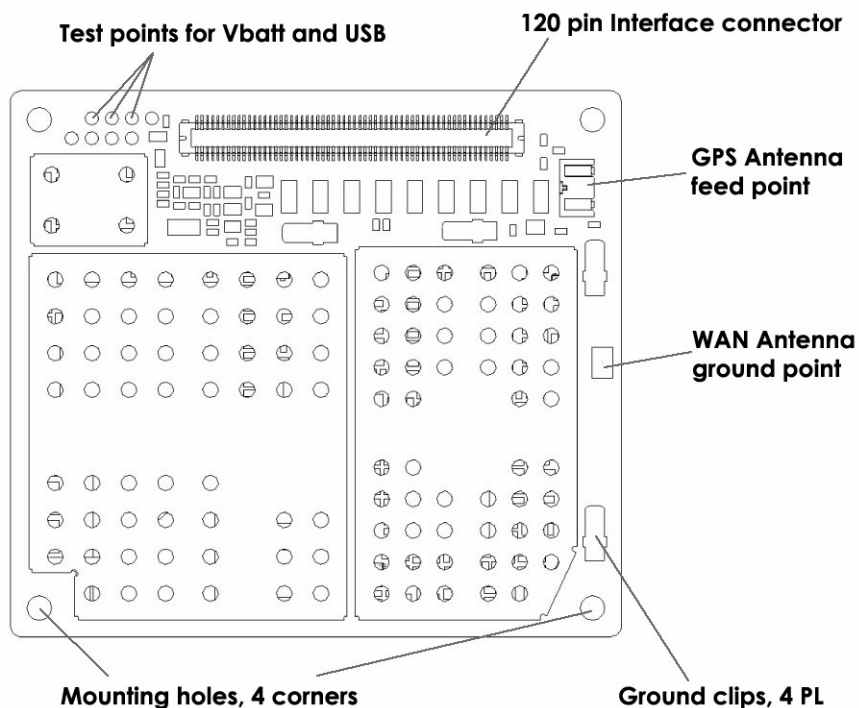 Test points for Vbatt and USB
120 pin Interface connector
GPS Antenna
feed point
WAN Antenna
ground point
Mounting holes, 4 corners
Ground clips, 4 PL